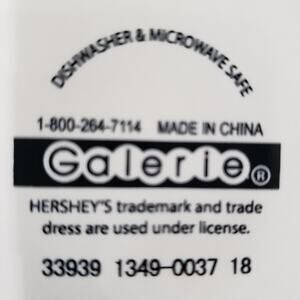 DISHWASHER & MICROWAVE SAFE
1-800-264-7114 MADE IN CHINA
Galerie®
HERSHEY'S trademark and trade
dress are used under license.
33939 1349-0037 18